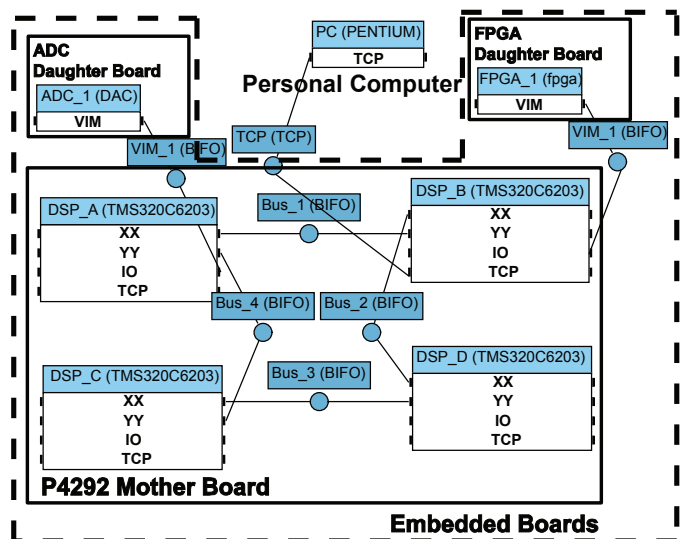 PC (PENTIUM)
TCP
Personal Computer
ADC
Daughter Board
ADC_1 (DAC)
VIM
FPGA
Daughter Board
FPGA_1 (fpga)
VIM
VIM_1 (BIFO)
TCP (TCP)
VIM_1 (BIFO)
DSP_A (TMS320C6203)
XX
YY
IO
TCP
Bus_1 (BIFO)
DSP_B (TMS320C6203)
XX
YY
IO
TCP
Bus_4 (BIFO)
Bus_2 (BIFO)
DSP_C (TMS320C6203)
XX
YY
IO
TCP
Bus_3 (BIFO)
DSP_D (TMS320C6203)
XX
YY
IO
TCP
P4292 Mother Board
Embedded Boards